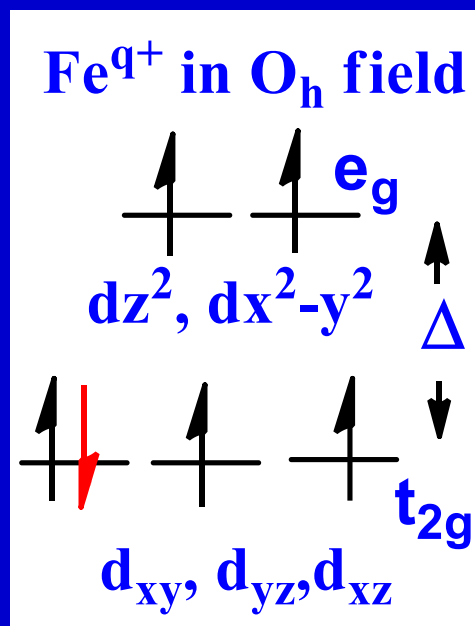 Fe^q+ in O_h field
e_g
dz², dx²-y²
Δ
t_2g
d_xy, d_yz,d_xz